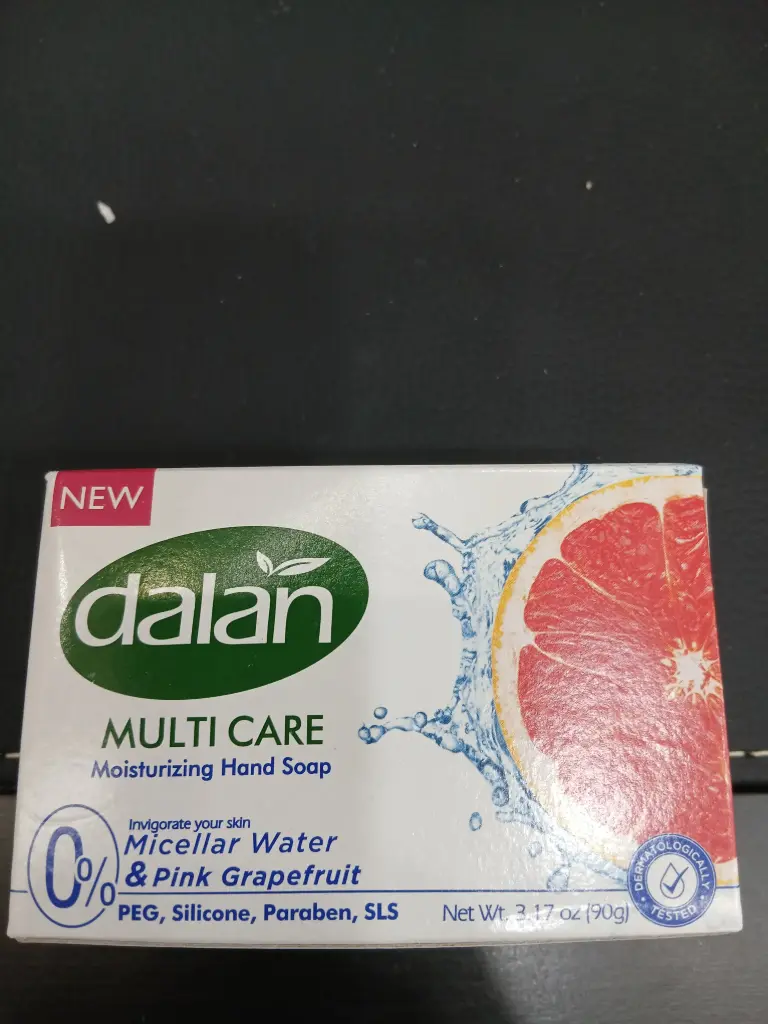 NEW
dalan
MULTI CARE
Moisturizing Hand Soap
Invigorate your skin
Micellar Water
& Pink Grapefruit
0%
PEG, Silicone, Paraben, SLS
Net Wt. 3.17 oz (90g)
DERMATOLOGICALLY
• TESTED •